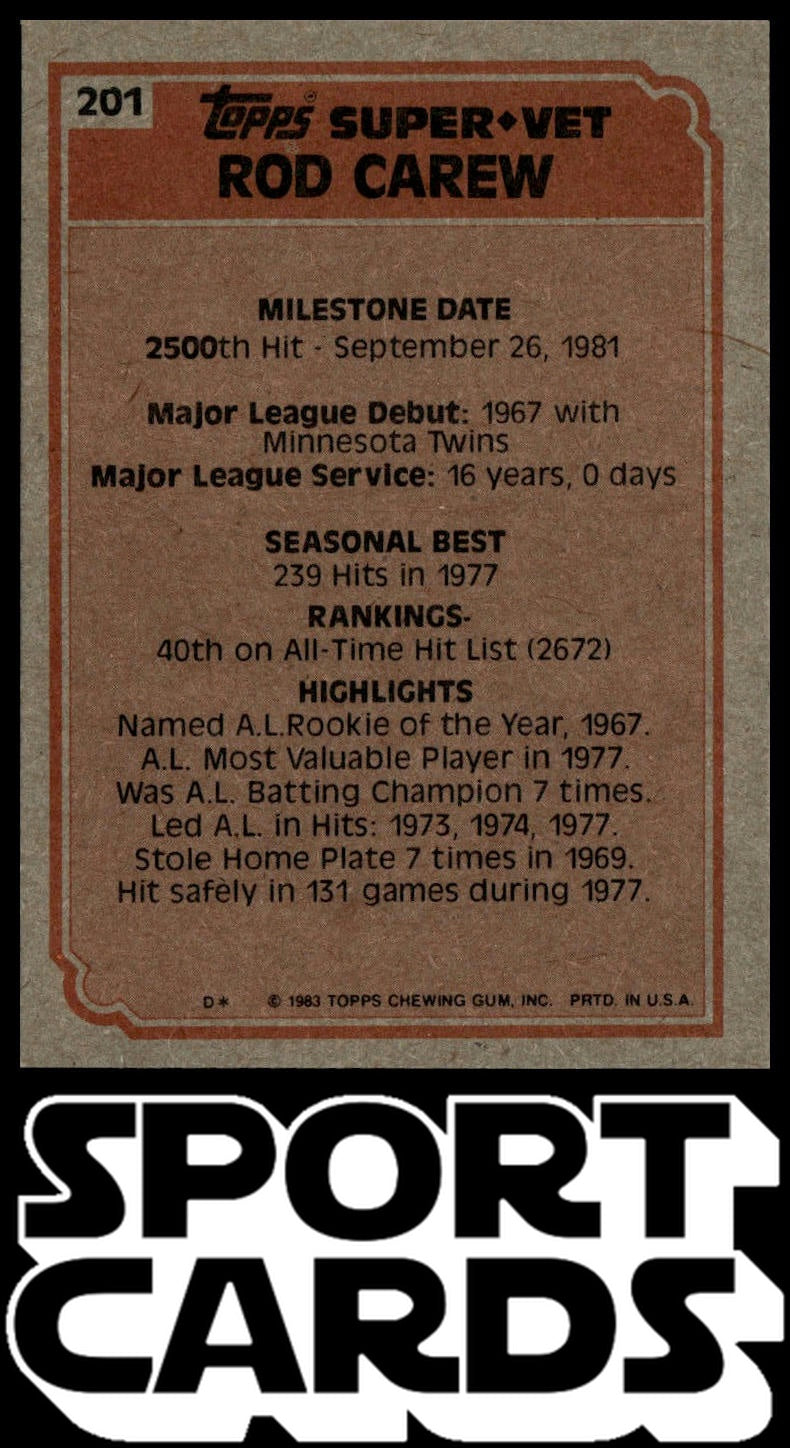 201
Topps SUPER♦VET
ROD CAREW
MILESTONE DATE
2500th Hit - September 26, 1981
Major League Debut: 1967 with
Minnesota Twins
Major League Service: 16 years, 0 days
SEASONAL BEST
239 Hits in 1977
RANKINGS-
40th on All-Time Hit List (2672)
HIGHLIGHTS
Named A.L.Rookie of the Year, 1967.
A.L. Most Valuable Player in 1977.
Was A.L. Batting Champion 7 times.
Led A.L. in Hits: 1973, 1974, 1977.
Stole Home Plate 7 times in 1969.
Hit safely in 131 games during 1977.
D* © 1983 TOPPS CHEWING GUM, INC. PRTD. IN U.S.A.
SPORT
CARDS